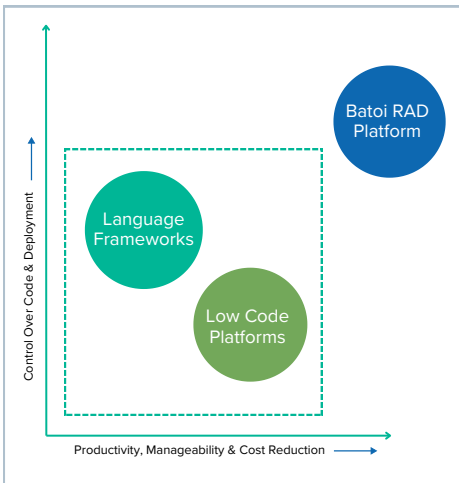 Batoi RAD
Platform
Language
Frameworks
Low Code
Platforms
Control Over Code & Deployment
Productivity, Manageability & Cost Reduction